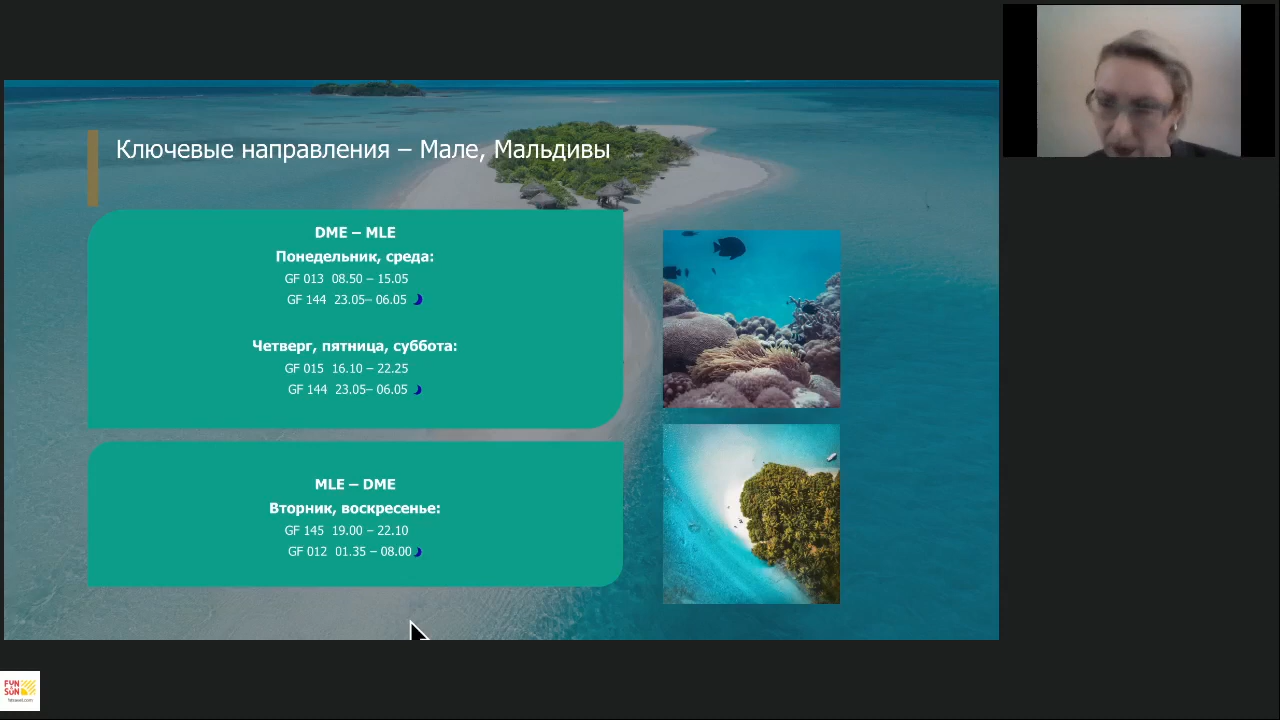 Ключевые направления – Мале, Мальдивы
DME – MLE
Понедельник, среда:
GF 013 08.50 – 15.05
GF 144 23.05– 06.05
Четверг, пятница, суббота:
GF 015 16.10 – 22.25
GF 144 23.05– 06.05
MLE – DME
Вторник, воскресенье:
GF 145 19.00 – 22.10
GF 012 01.35 – 08.00
FUN
SUN